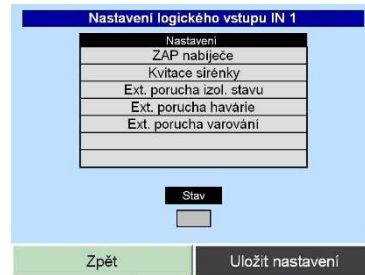 Nastavení logického vstupu IN 1
Nastavení
ZAP nabíječe
Kvitace sirénky
Ext. porucha izol. stavu
Ext. porucha havárie
Ext. porucha varování
Stav
Zpět
Uložit nastavení